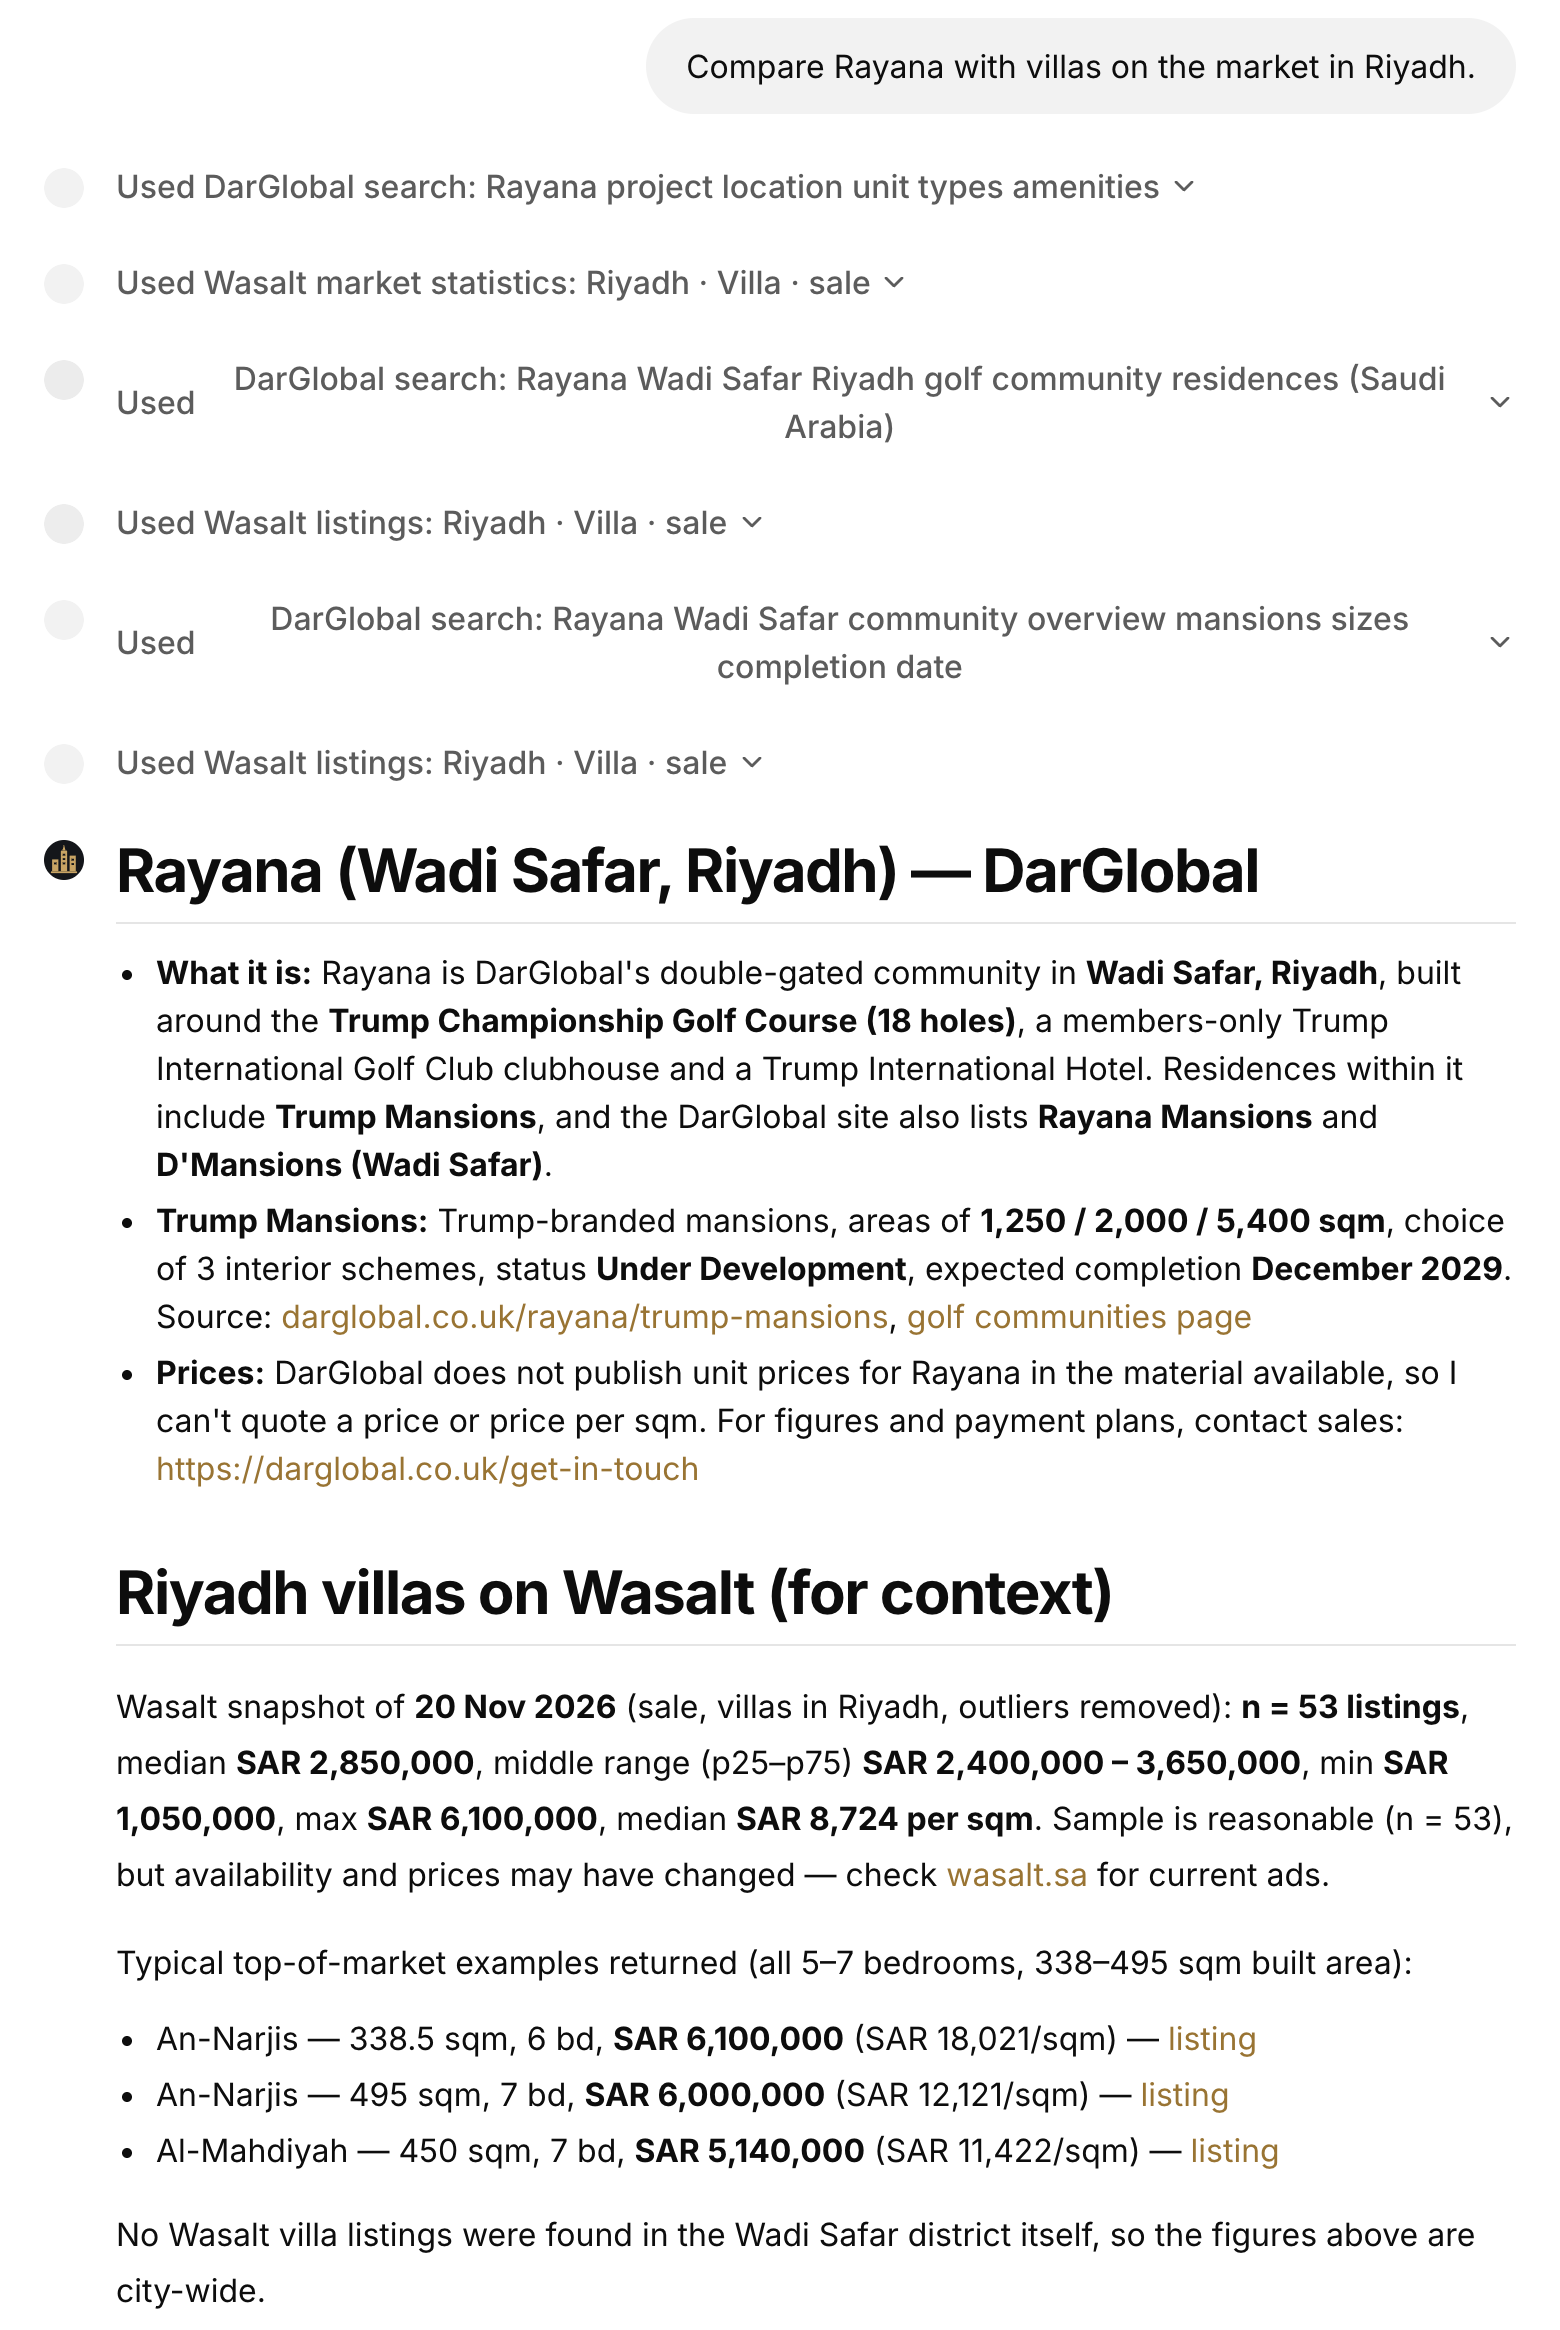 Compare Rayana with villas on the market in Riyadh.
Used DarGlobal search: Rayana project location unit types amenities
Used Wasalt market statistics: Riyadh · Villa · sale
Used DarGlobal search: Rayana Wadi Safar Riyadh golf community residences (Saudi
Arabia)
Used Wasalt listings: Riyadh · Villa · sale
Used DarGlobal search: Rayana Wadi Safar community overview mansions sizes
completion date
Used Wasalt listings: Riyadh · Villa · sale
Rayana (Wadi Safar, Riyadh) — DarGlobal
• What it is: Rayana is DarGlobal's double-gated community in Wadi Safar, Riyadh, built
around the Trump Championship Golf Course (18 holes), a members-only Trump
International Golf Club clubhouse and a Trump International Hotel. Residences within it
include Trump Mansions, and the DarGlobal site also lists Rayana Mansions and
D'Mansions (Wadi Safar).
• Trump Mansions: Trump-branded mansions, areas of 1,250 / 2,000 / 5,400 sqm, choice
of 3 interior schemes, status Under Development, expected completion December 2029.
Source: darglobal.co.uk/rayana/trump-mansions, golf communities page
• Prices: DarGlobal does not publish unit prices for Rayana in the material available, so I
can't quote a price or price per sqm. For figures and payment plans, contact sales:
https://darglobal.co.uk/get-in-touch
Riyadh villas on Wasalt (for context)
Wasalt snapshot of 20 Nov 2026 (sale, villas in Riyadh, outliers removed): n = 53 listings,
median SAR 2,850,000, middle range (p25–p75) SAR 2,400,000 – 3,650,000, min SAR
1,050,000, max SAR 6,100,000, median SAR 8,724 per sqm. Sample is reasonable (n = 53),
but availability and prices may have changed — check wasalt.sa for current ads.
Typical top-of-market examples returned (all 5–7 bedrooms, 338–495 sqm built area):
• An-Narjis — 338.5 sqm, 6 bd, SAR 6,100,000 (SAR 18,021/sqm) — listing
• An-Narjis — 495 sqm, 7 bd, SAR 6,000,000 (SAR 12,121/sqm) — listing
• Al-Mahdiyah — 450 sqm, 7 bd, SAR 5,140,000 (SAR 11,422/sqm) — listing
No Wasalt villa listings were found in the Wadi Safar district itself, so the figures above are
city-wide.